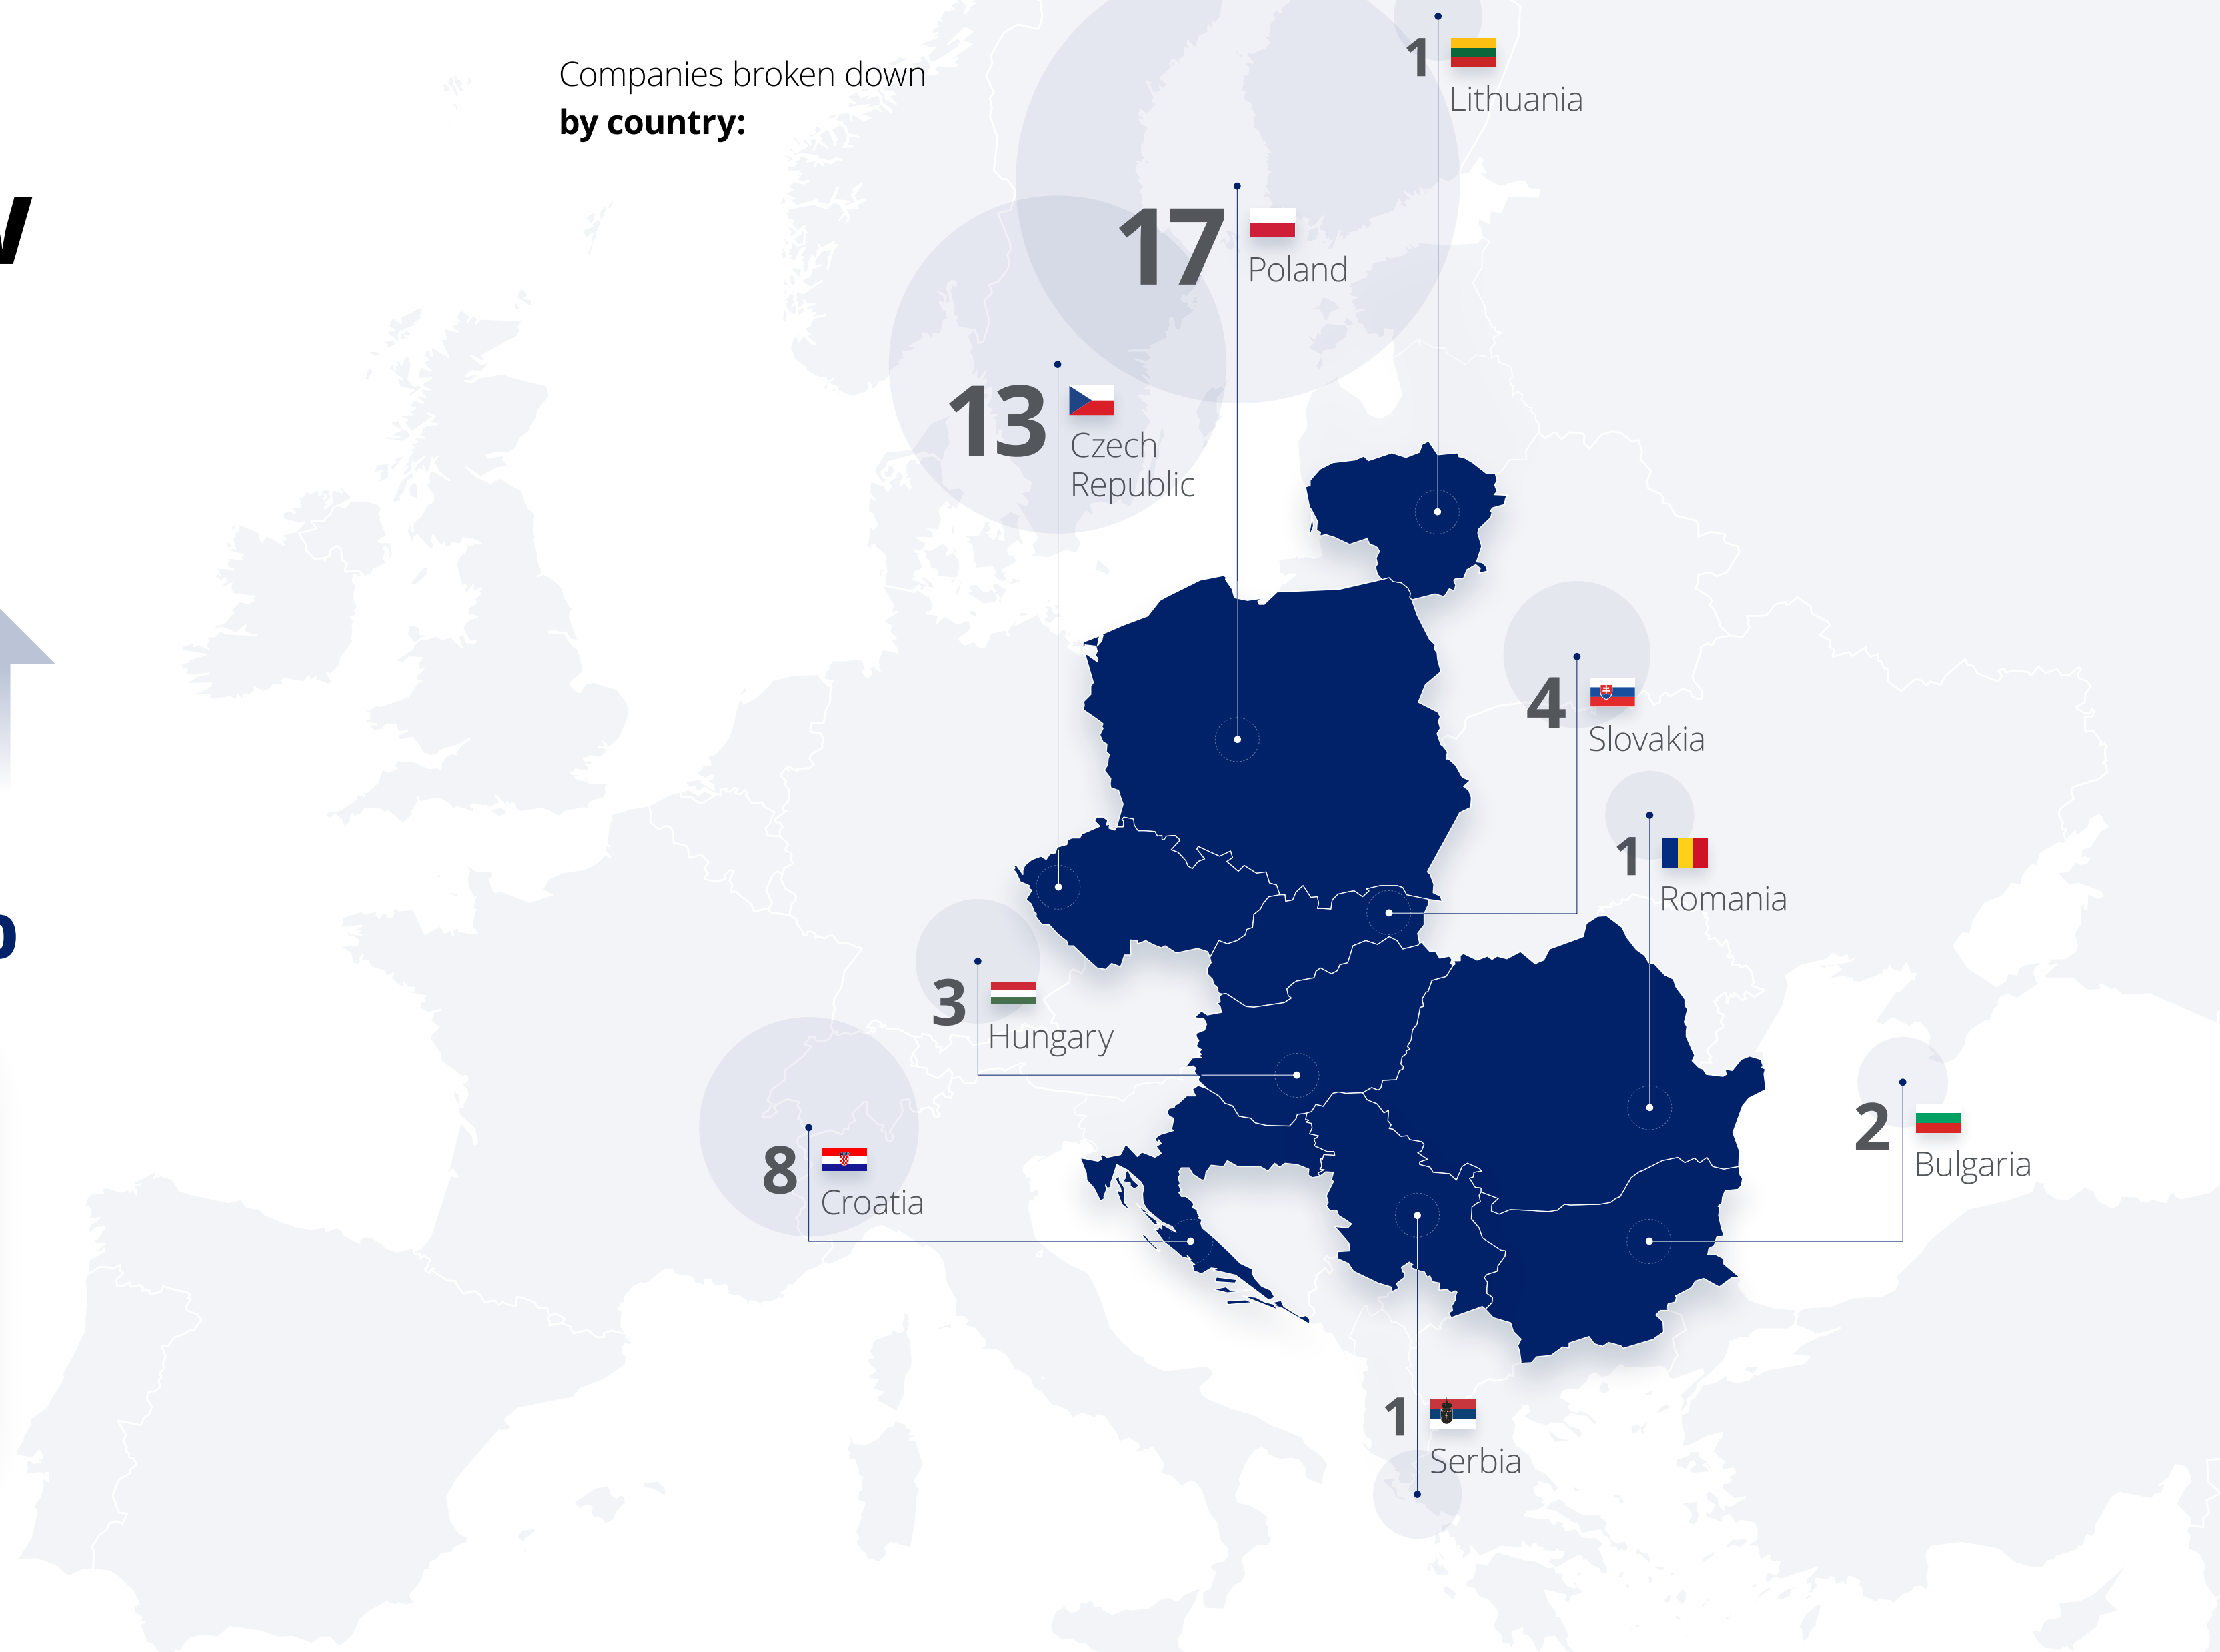 Companies broken down
by country:
1
Lithuania
17
Poland
13
Czech
Republic
4
Slovakia
1
Romania
3
Hungary
2
Bulgaria
8
Croatia
1
Serbia